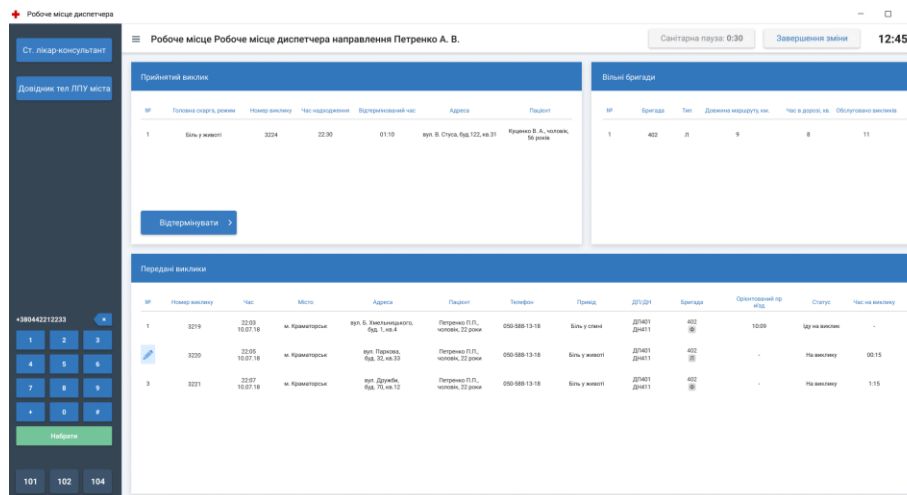 Робоче місце диспетчера
Ст. лікар-консультант
Довідник тел ЛПУ міста
Робоче місце Робоче місце диспетчера направлення Петренко А. В.
Санітарна пауза: 0:30
Завершення зміни
12:45
Прийнятий виклик
№ Головна скарга, режим Номер виклику Час надходження Відтермінований час Адреса Пацієнт
1 Біль у животі 3224 22:30 01:10 вул. В. Стуса, буд.122, кв.31 Куценко В. А., чоловік,
56 років
Відтермінувати
Вільні бригади
№ Бригада Тип Довжина маршруту, км. Час в дорозі, хв. Обслуговано викликів
1 402 Л 9 8 11
Передані виклики
№ Номер виклику Час Місто Адреса Пацієнт Телефон Привід ДП/ДН Бригада Орієнтований пр
иїзд Статус Час на виклику
1 3219 22:03 м. Краматорськ вул. Б. Хмельницького, Петренко П.П., 050-588-13-18 Біль у спині ДП401 402 10:09 Іду на виклик -
10.07.18 буд. 1, кв.4 чоловік, 22 роки ДН411 Ф
3220 22:05 м. Краматорськ вул. Паркова, Петренко П.П., 050-588-13-18 Біль у животі ДП401 402 - На виклику 00:15
10.07.18 буд. 32, кв.33 чоловік, 22 роки ДН411 Л
3 3221 22:07 м. Краматорськ вул. Дружби, Петренко П.П., 050-588-13-18 Біль у животі ДП401 402 - На виклику 1:15
10.07.18 буд. 70, кв.12 чоловік, 22 роки ДН411 Ф
+380442212233
1 2 3
4 5 6
7 8 9
+ 0 #
Набрати
101 102 104